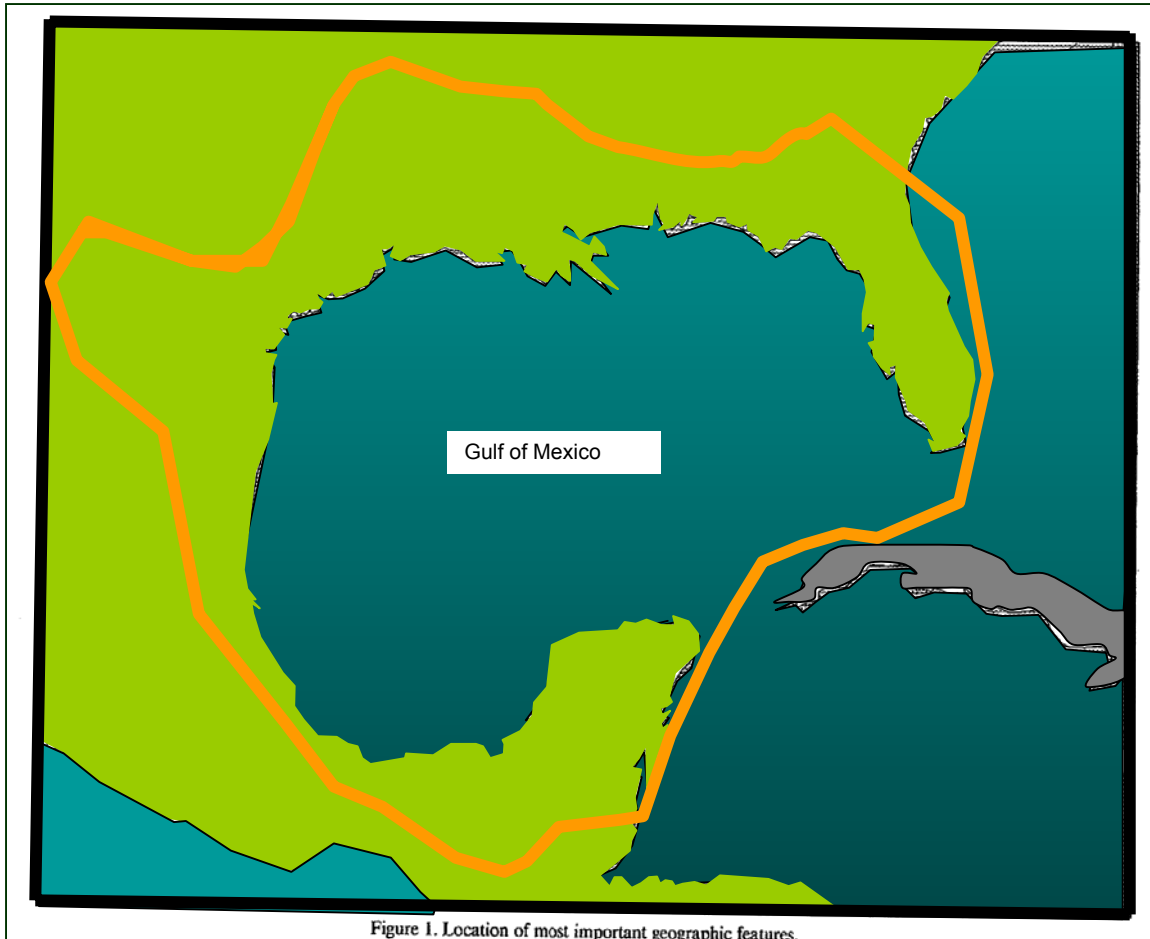 Gulf of Mexico
Figure 1. Location of most important geographic features.